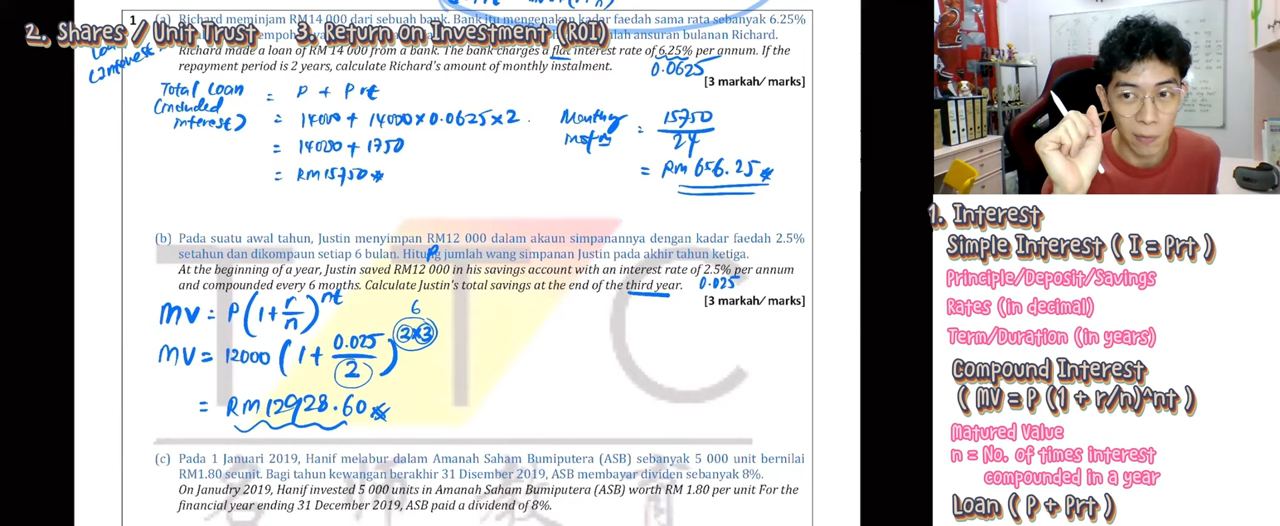 2. Shares / Unit Trust
3. Return on Investment (ROI)
1 (a) Richard meminjam RM14 000 dari sebuah bank. Bank itu mengenakan kadar faedah sama rata sebanyak 6.25%
ansuran bulanan Richard.
Richard made a loan of RM 14 000 from a bank. The bank charges a flat interest rate of 6.25% per annum. If the
repayment period is 2 years, calculate Richard's amount of monthly instalment.
0.0625
[3 markah/ marks]
Total Loan = P + Prt
(included interest) = 14000 + 14000 × 0.0625 × 2
= 14000 + 1750
= RM 15750
Monthly = 15750
24
= RM 656.25
(b) Pada suatu awal tahun, Justin menyimpan RM12 000 dalam akaun simpanannya dengan kadar faedah 2.5%
setahun dan dikompaun setiap 6 bulan. Hitung jumlah wang simpanan Justin pada akhir tahun ketiga.
At the beginning of a year, Justin saved RM12 000 in his savings account with an interest rate of 2.5% per annum
and compounded every 6 months. Calculate Justin's total savings at the end of the third year.
0.025
[3 markah/ marks]
MV = P(1 + r/n)^nt
6
MV = 12000 (1 + 0.025/2)^2×3
= RM 12928.60
(c) Pada 1 Januari 2019, Hanif melabur dalam Amanah Saham Bumiputera (ASB) sebanyak 5 000 unit bernilai
RM1.80 seunit. Bagi tahun kewangan berakhir 31 Disember 2019, ASB membayar dividen sebanyak 8%.
On Janudry 2019, Hanif invested 5 000 units in Amanah Saham Bumiputera (ASB) worth RM 1.80 per unit For the
financial year ending 31 December 2019, ASB paid a dividend of 8%.
TTC
名师教育
1. Interest
Simple Interest ( I = Prt )
Principle/Deposit/Savings
Rates (in decimal)
Term/Duration (in years)
Compound Interest
( MV = P (1 + r/n)^nt )
Matured Value
n = No. of times interest
compounded in a year
Loan ( P + Prt )